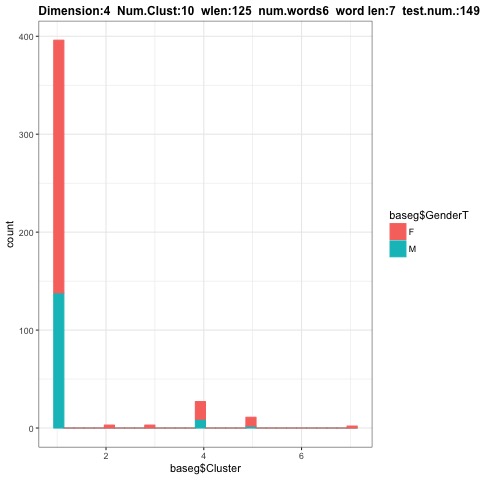 Dimension:4 Num.Clust:10 wlen:125 num.words6 word len:7 test.num.:149
400
300
200
100
0
count
2 4 6
baseg$Cluster
baseg$GenderT
F
M